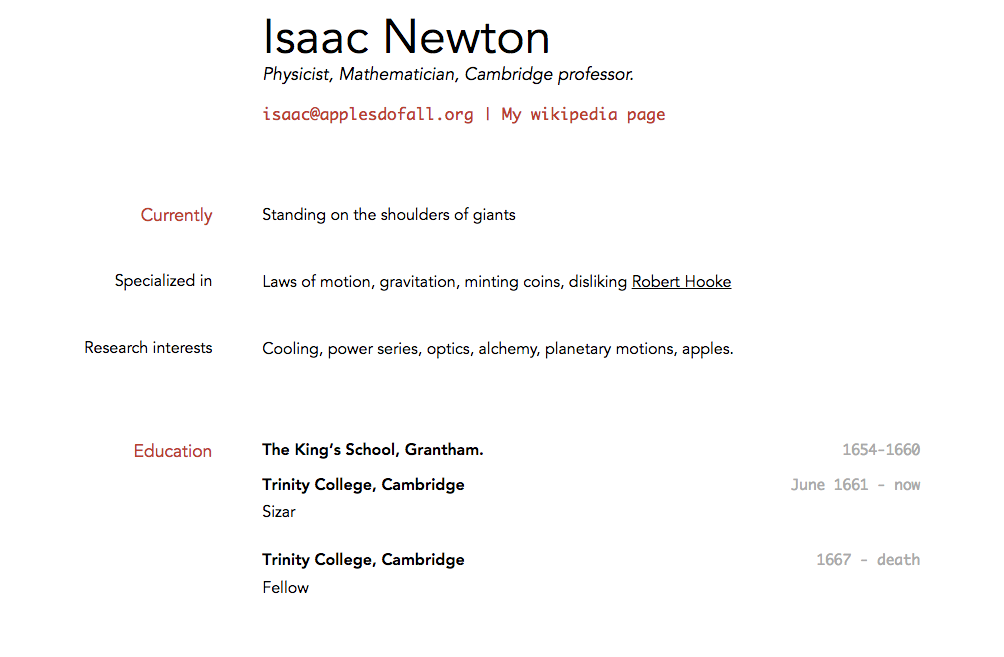 Isaac Newton
Physicist, Mathematician, Cambridge professor.
isaac@applesdofall.org | My wikipedia page
Currently Standing on the shoulders of giants
Specialized in Laws of motion, gravitation, minting coins, disliking Robert Hooke
Research interests Cooling, power series, optics, alchemy, planetary motions, apples.
Education The King’s School, Grantham. 1654-1660
Trinity College, Cambridge June 1661 - now
Sizar
Trinity College, Cambridge 1667 - death
Fellow